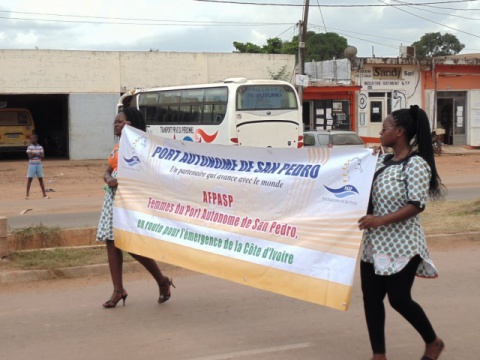 PORT AUTONOME DE SAN PEDRO
Un partenaire qui avance avec le monde
AFPASP
Femmes du Port Autonome de San Pedro,
en route pour l'émergence de la Côte d'Ivoire